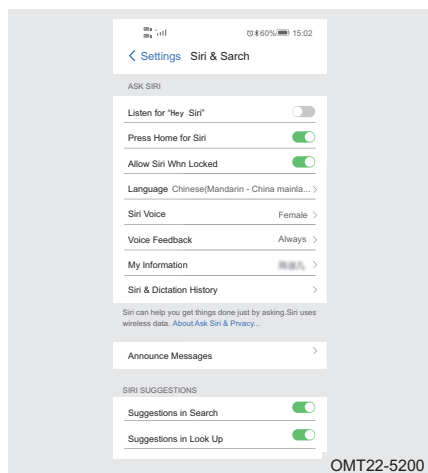 60% 15:02
Settings Siri & Sarch
ASK SIRI
Listen for "Hey Siri"
Press Home for Siri
Allow Siri Whn Locked
Language Chinese(Mandarin - China mainla...
Siri Voice Female
Voice Feedback Always
My Information
Siri & Dictation History
Siri can help you get things done just by asking.Siri uses
wireless data. About Ask Siri & Prvacy...
Announce Messages
SIRI SUGGESTIONS
Suggestions in Search
Suggestions in Look Up
OMT22-5200